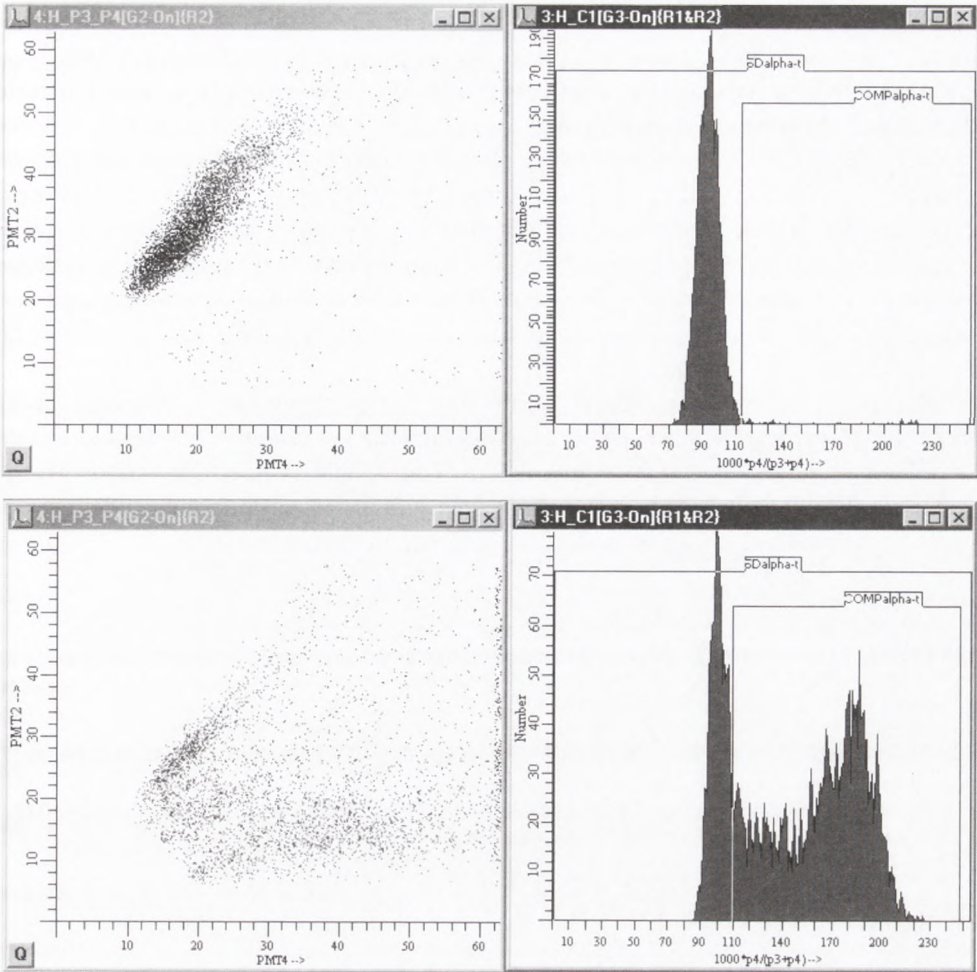 4:H_P3_P4[G2-On]{R2}
60
50
40
30
20
10
PMT2 -->
10 20 30 40 50 60
PMT4 -->
Q
3:H_C1[G3-On]{R1&R2}
190
170
150
130
110
90
70
50
30
10
Number
SDalpha-t
COMPalpha-t
10 30 50 70 90 110 140 170 200 230
1000*p4/(p3+p4)-->
4:H_P3_P4[G2-On]{R2}
60
50
40
30
20
10
PMT2 -->
10 20 30 40 50 60
PMT4 -->
Q
3:H_C1[G3-On]{R1&R2}
70
60
50
40
30
20
10
Number
SDalpha-t
COMPalpha-t
10 30 50 70 90 110 140 170 200 230
1000*p4/(p3+p4)-->